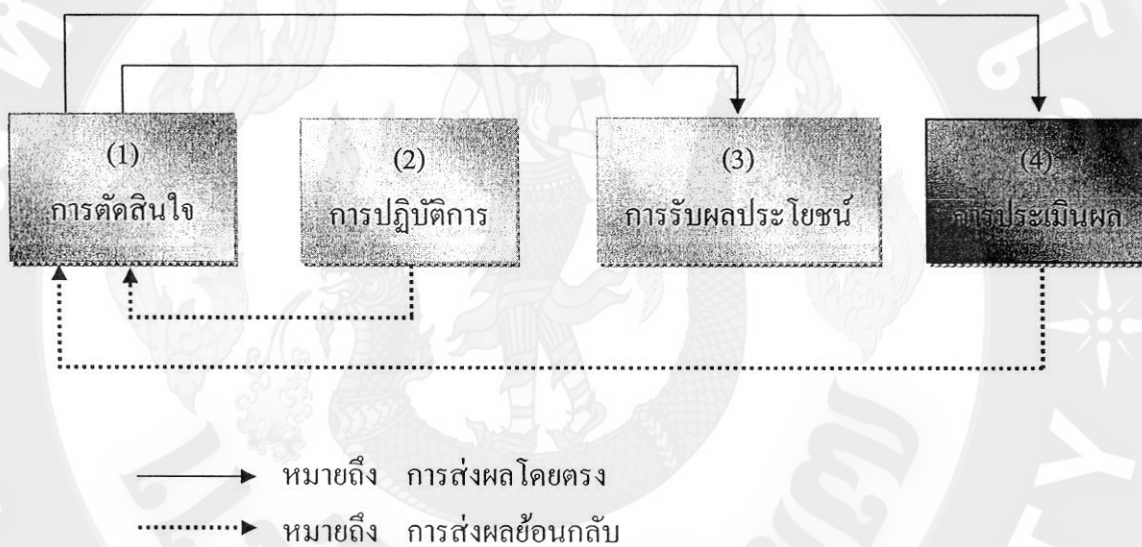 (1)
การตัดสินใจ
(2)
การปฏิบัติการ
(3)
การรับผลประโยชน์
(4)
การประเมินผล
หมายถึง การส่งผลโดยตรง
หมายถึง การส่งผลย้อนกลับ